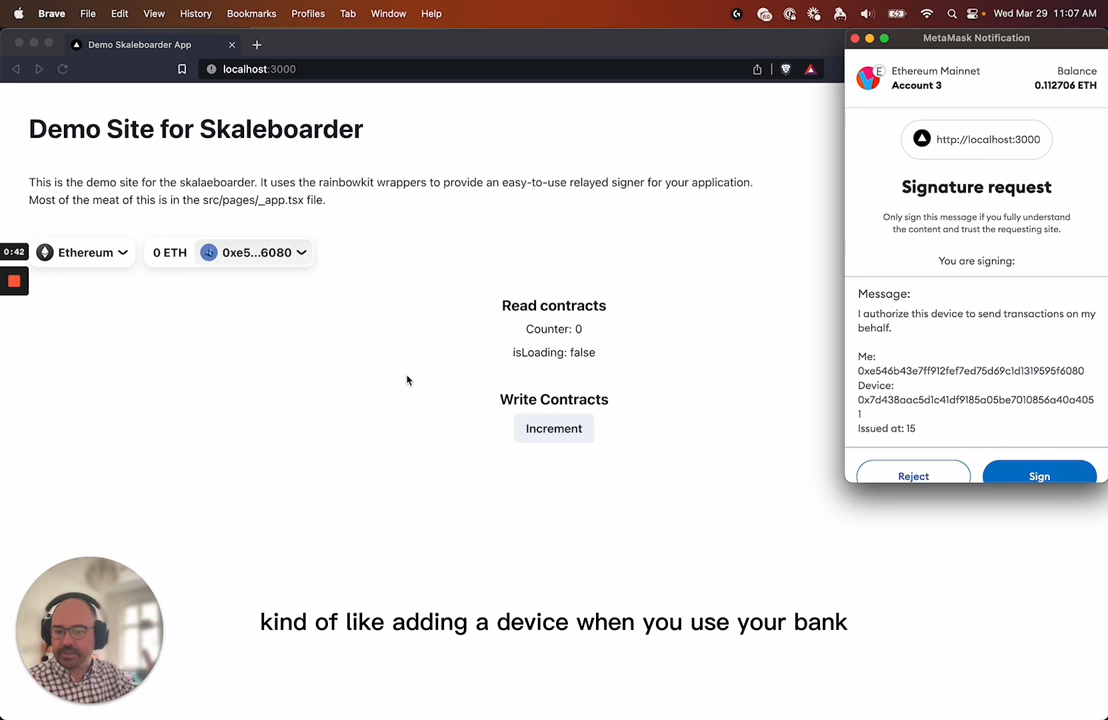 Brave File Edit View History Bookmarks Profiles Tab Window Help
Wed Mar 29 11:07 AM
Demo Skaleboarder App
localhost:3000
MetaMask Notification
Ethereum Mainnet
Account 3
Balance
0.112706 ETH
http://localhost:3000
Signature request
Only sign this message if you fully understand
the content and trust the requesting site.
You are signing:
Message:
I authorize this device to send transactions on my
behalf.
Me:
0xe546b43e7ff912fef7ed75d69c1d1319595f6080
Device:
0x7d438aac5d1c41df9185a05be7010856a40a405
1
Issued at: 15
Reject
Sign
Demo Site for Skaleboarder
This is the demo site for the skalaeboarder. It uses the rainbowkit wrappers to provide an easy-to-use relayed signer for your application.
Most of the meat of this is in the src/pages/_app.tsx file.
0:42
Ethereum
0 ETH
0xe5...6080
Read contracts
Counter: 0
isLoading: false
Write Contracts
Increment
kind of like adding a device when you use your bank